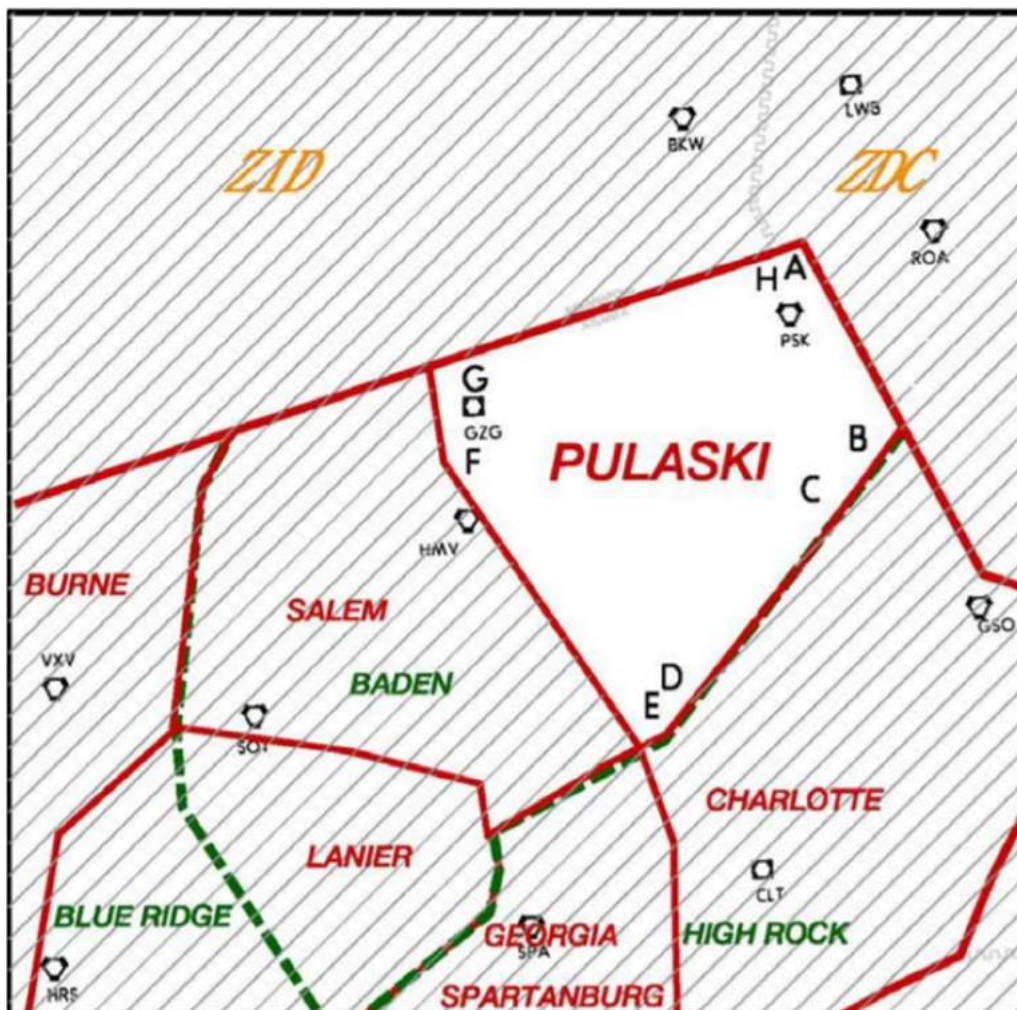 LWB
BKW
ZID
ZDC
ROA
H A
PSK
G
GZG
B
F
PULASKI
C
HMV
BURNE
SALEM
GSO
VXV
BADEN
D
E
CHARLOTTE
LANIER
CLT
BLUE RIDGE
GEORGIA
HIGH ROCK
SPA
HRS
SPARTANBURG